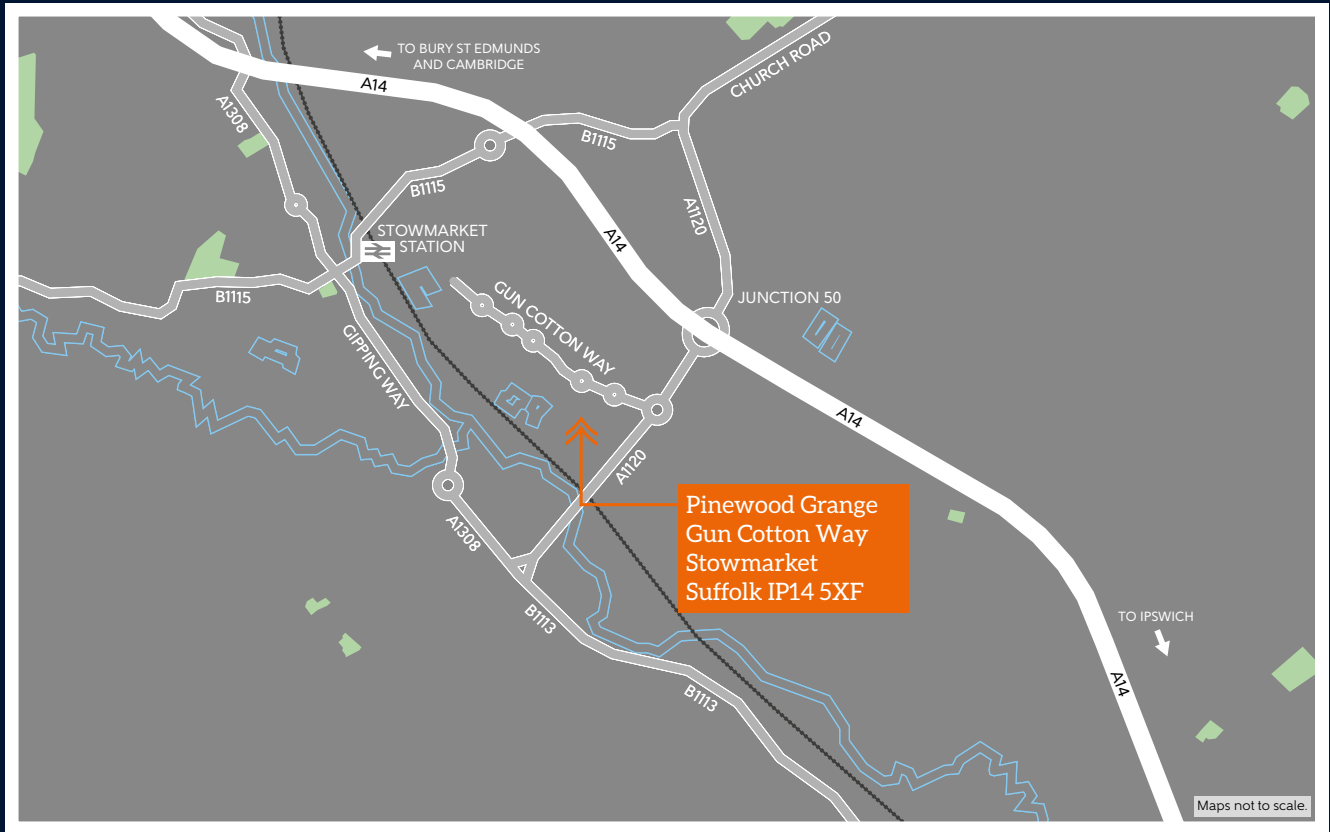 TO BURY ST EDMUNDS
AND CAMBRIDGE
A14
CHURCH ROAD
A1308
B1115
B1115
A1120
STOWMARKET
STATION
A14
B1115
GUN COTTON WAY
JUNCTION 50
GIPPING WAY
A14
A1120
Pinewood Grange
Gun Cotton Way
Stowmarket
Suffolk IP14 5XF
A1308
B1113
TO IPSWICH
A14
B1113
Maps not to scale.